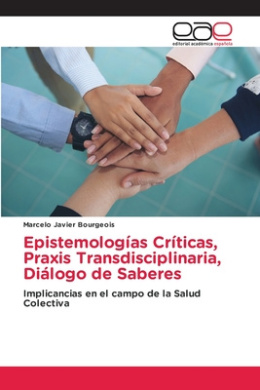 eae
editorial académica española
Marcelo Javier Bourgeois
Epistemologías Críticas,
Praxis Transdisciplinaria,
Diálogo de Saberes
Implicancias en el campo de la Salud
Colectiva